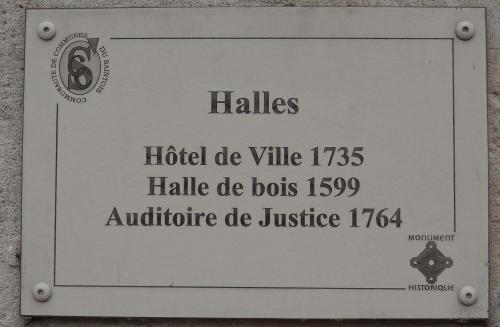 COMMUNAUTÉ DE COMMUNES DU SAINTOIS
Halles
Hôtel de Ville 1735
Halle de bois 1599
Auditoire de Justice 1764
MONUMENT
HISTORIQUE